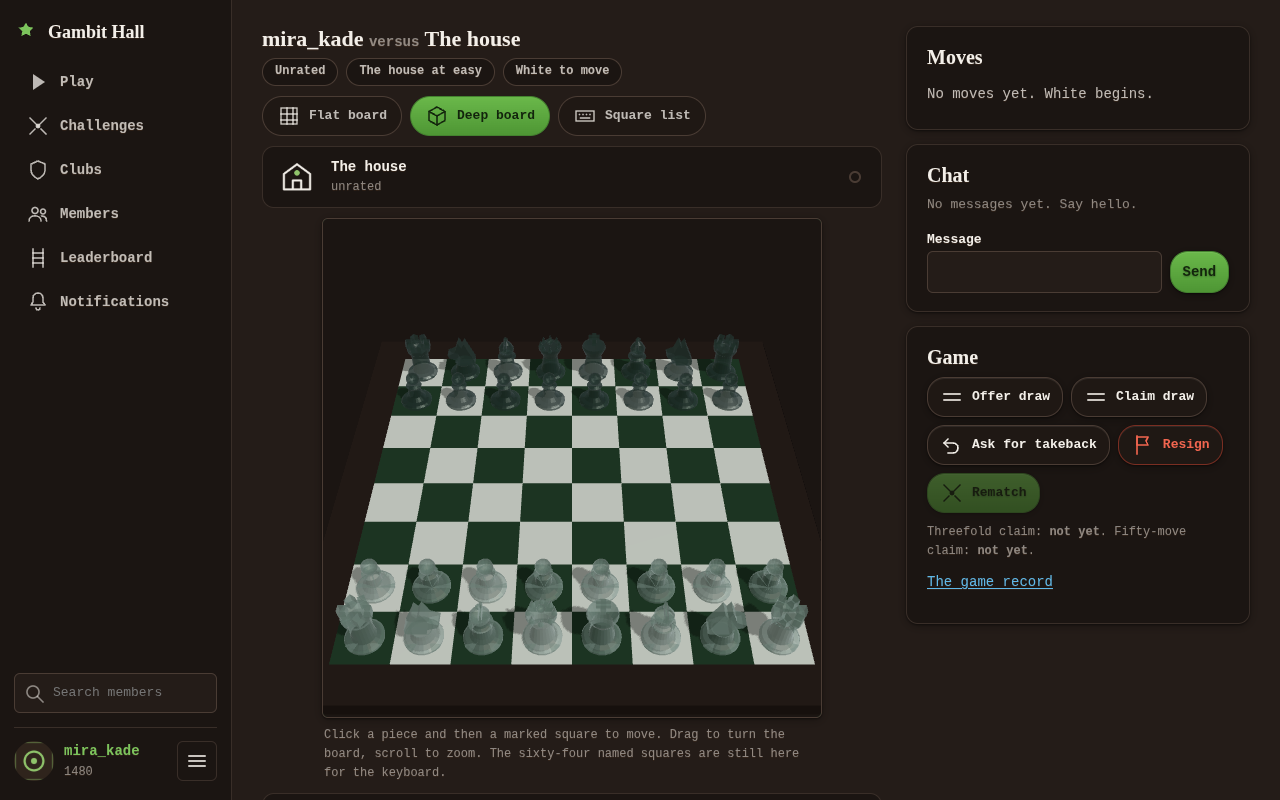 Gambit Hall
Play
Challenges
Clubs
Members
Leaderboard
Notifications
Search members
mira_kade
1480
mira_kade versus The house
Unrated
The house at easy
White to move
Flat board
Deep board
Square list
The house
unrated
Click a piece and then a marked square to move. Drag to turn the
board, scroll to zoom. The sixty-four named squares are still here
for the keyboard.
Moves
No moves yet. White begins.
Chat
No messages yet. Say hello.
Message
Send
Game
Offer draw
Claim draw
Ask for takeback
Resign
Rematch
Threefold claim: not yet. Fifty-move
claim: not yet.
The game record